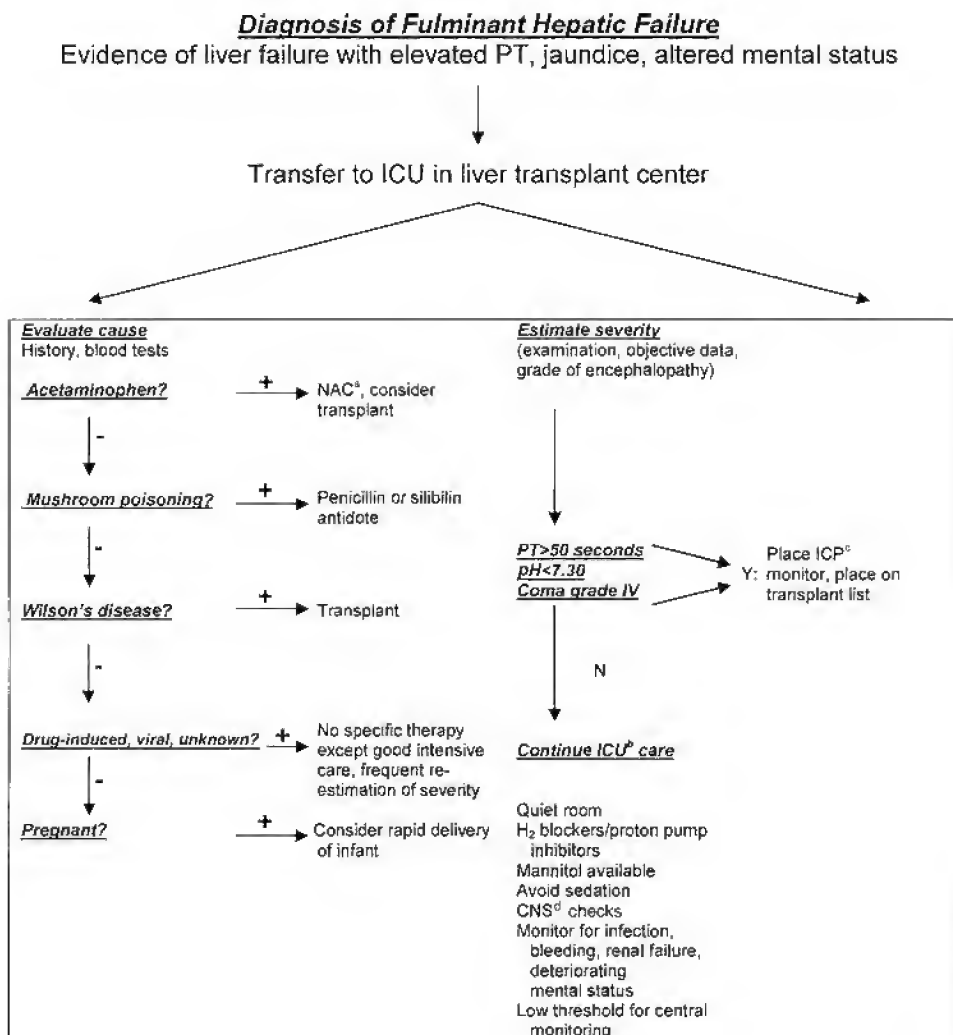 Diagnosis of Fulminant Hepatic Failure
Evidence of liver failure with elevated PT, jaundice, altered mental status
Transfer to ICU in liver transplant center
Evaluate cause
History, blood tests
Acetaminophen?
+
NACᵃ, consider
transplant
-
Mushroom poisoning?
+
Penicillin or silibilin
antidote
-
Wilson's disease?
+
Transplant
-
Drug-induced, viral, unknown?
+
No specific therapy
except good intensive
care, frequent re-
estimation of severity
-
Pregnant?
+
Consider rapid delivery
of infant
Estimate severity
(examination, objective data,
grade of encephalopathy)
PT>50 seconds
pH<7.30
Coma grade IV
Place ICPᶜ
Y: monitor, place on
transplant list
N
Continue ICUᵇ care
Quiet room
H₂ blockers/proton pump
inhibitors
Mannitol available
Avoid sedation
CNSᵈ checks
Monitor for infection,
bleeding, renal failure,
deteriorating
mental status
Low threshold for central
monitoring